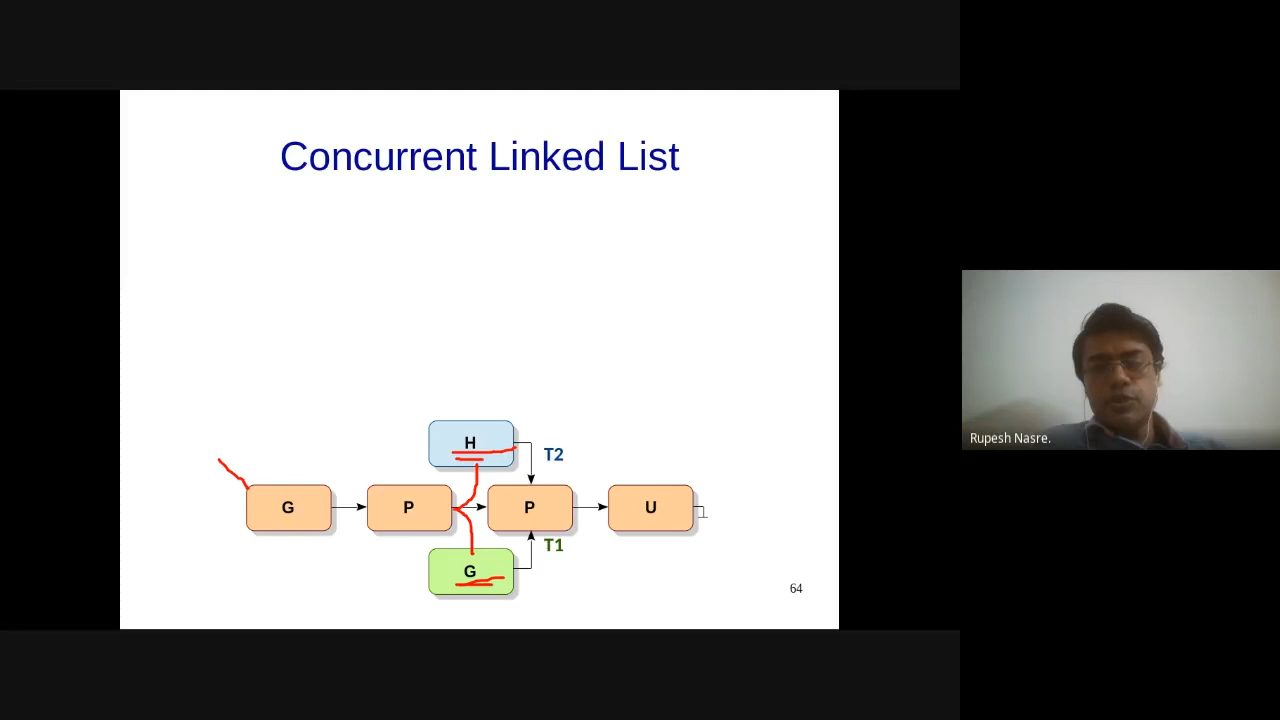 Concurrent Linked List
H
T2
G P P U
T1
G
64
Rupesh Nasre.